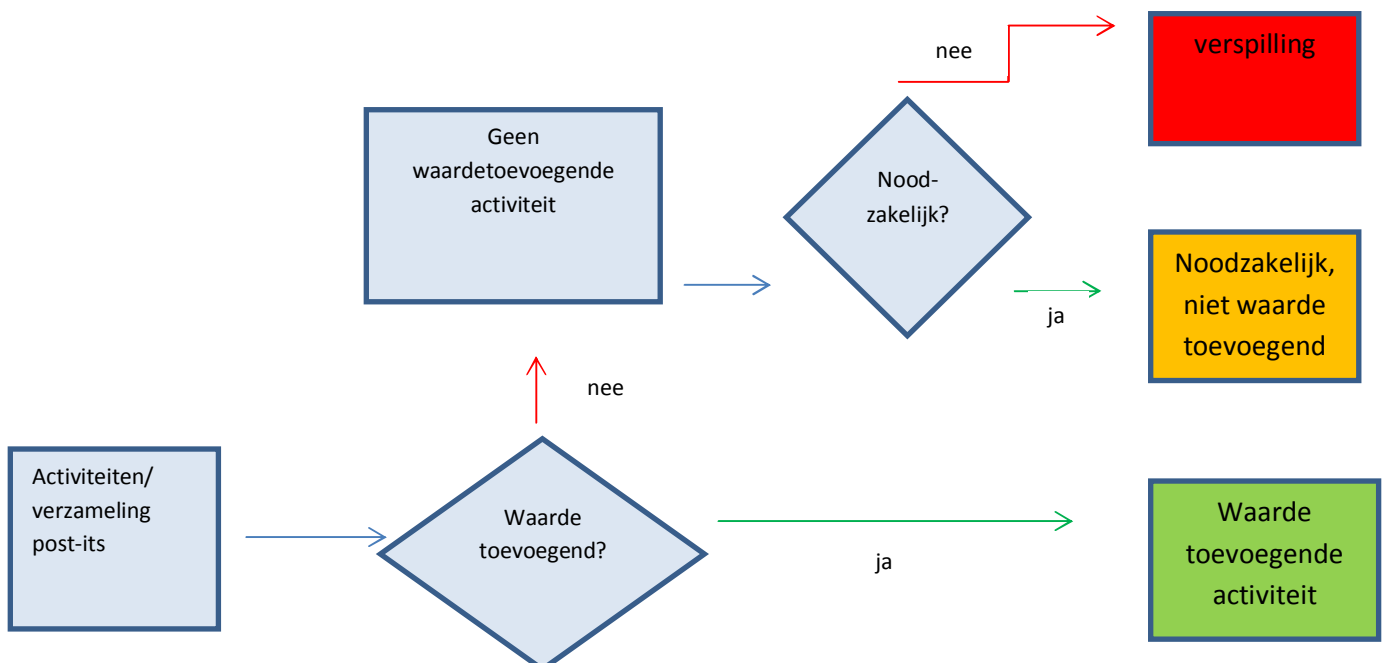 nee
verspilling
Geen
waardetoevoegende
activiteit
Nood-
zakelijk?
Noodzakelijk,
niet waarde
toevoegend
ja
nee
Activiteiten/
verzameling
post-its
Waarde
toevoegend?
ja
Waarde
toevoegende
activiteit